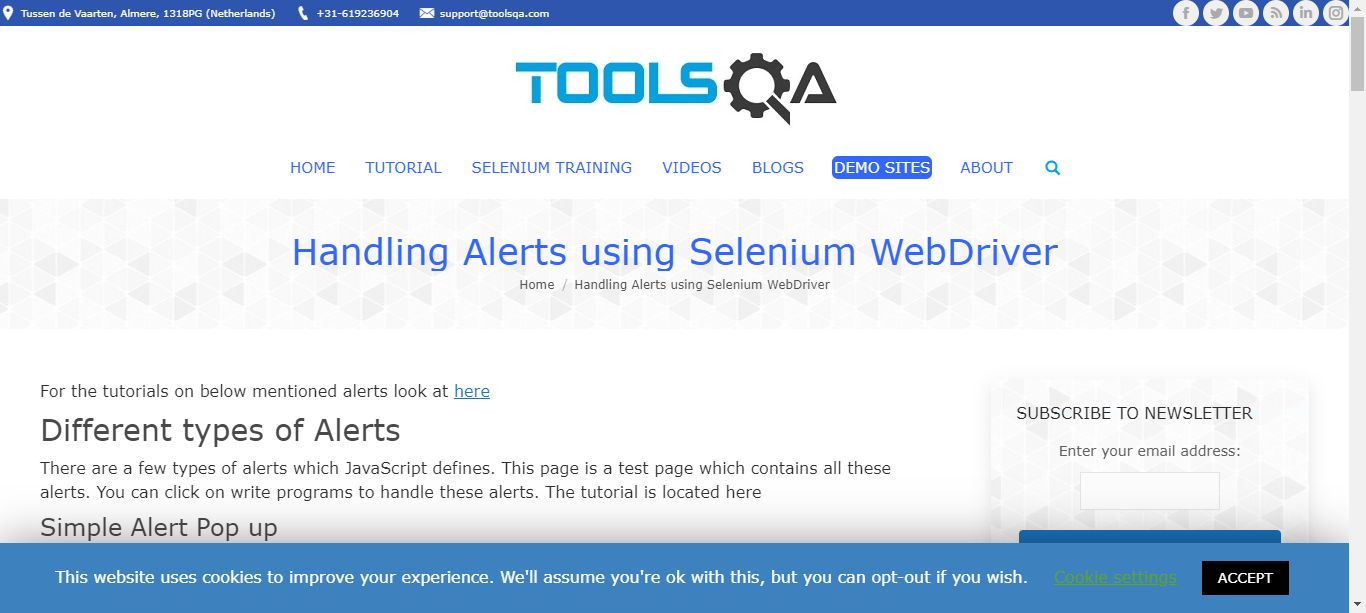 Tussen de Vaarten, Almere, 1318PG (Netherlands) +31-619236904 support@toolsqa.com
TOOLSQA
HOME TUTORIAL SELENIUM TRAINING VIDEOS BLOGS DEMO SITES ABOUT
Handling Alerts using Selenium WebDriver
Home / Handling Alerts using Selenium WebDriver
For the tutorials on below mentioned alerts look at here
Different types of Alerts
There are a few types of alerts which JavaScript defines. This page is a test page which contains all these
alerts. You can click on write programs to handle these alerts. The tutorial is located here
Simple Alert Pop up
SUBSCRIBE TO NEWSLETTER
Enter your email address:
This website uses cookies to improve your experience. We'll assume you're ok with this, but you can opt-out if you wish. Cookie settings ACCEPT